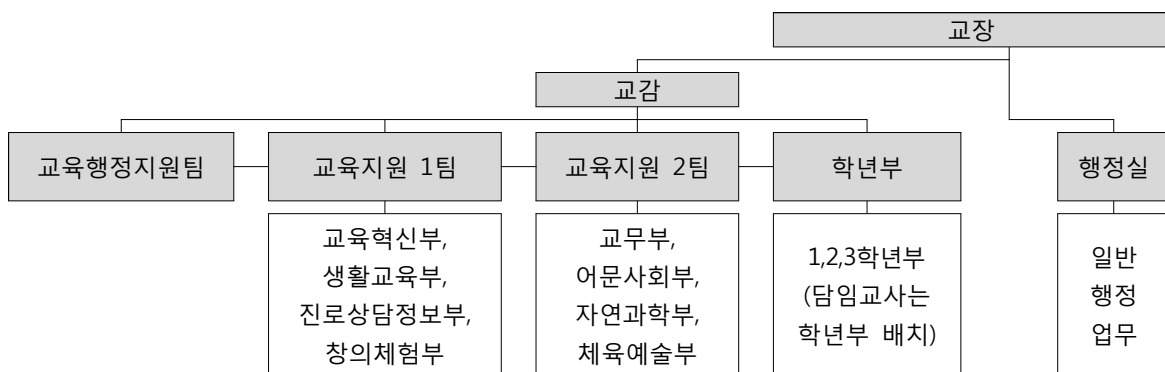 교장
교감
교육행정지원팀
교육지원 1팀
교육지원 2팀
학년부
행정실
교육혁신부,
생활교육부,
진로상담정보부,
창의체험부
교무부,
어문사회부,
자연과학부,
체육예술부
1,2,3학년부
(담임교사는
학년부 배치)
일반
행정
업무